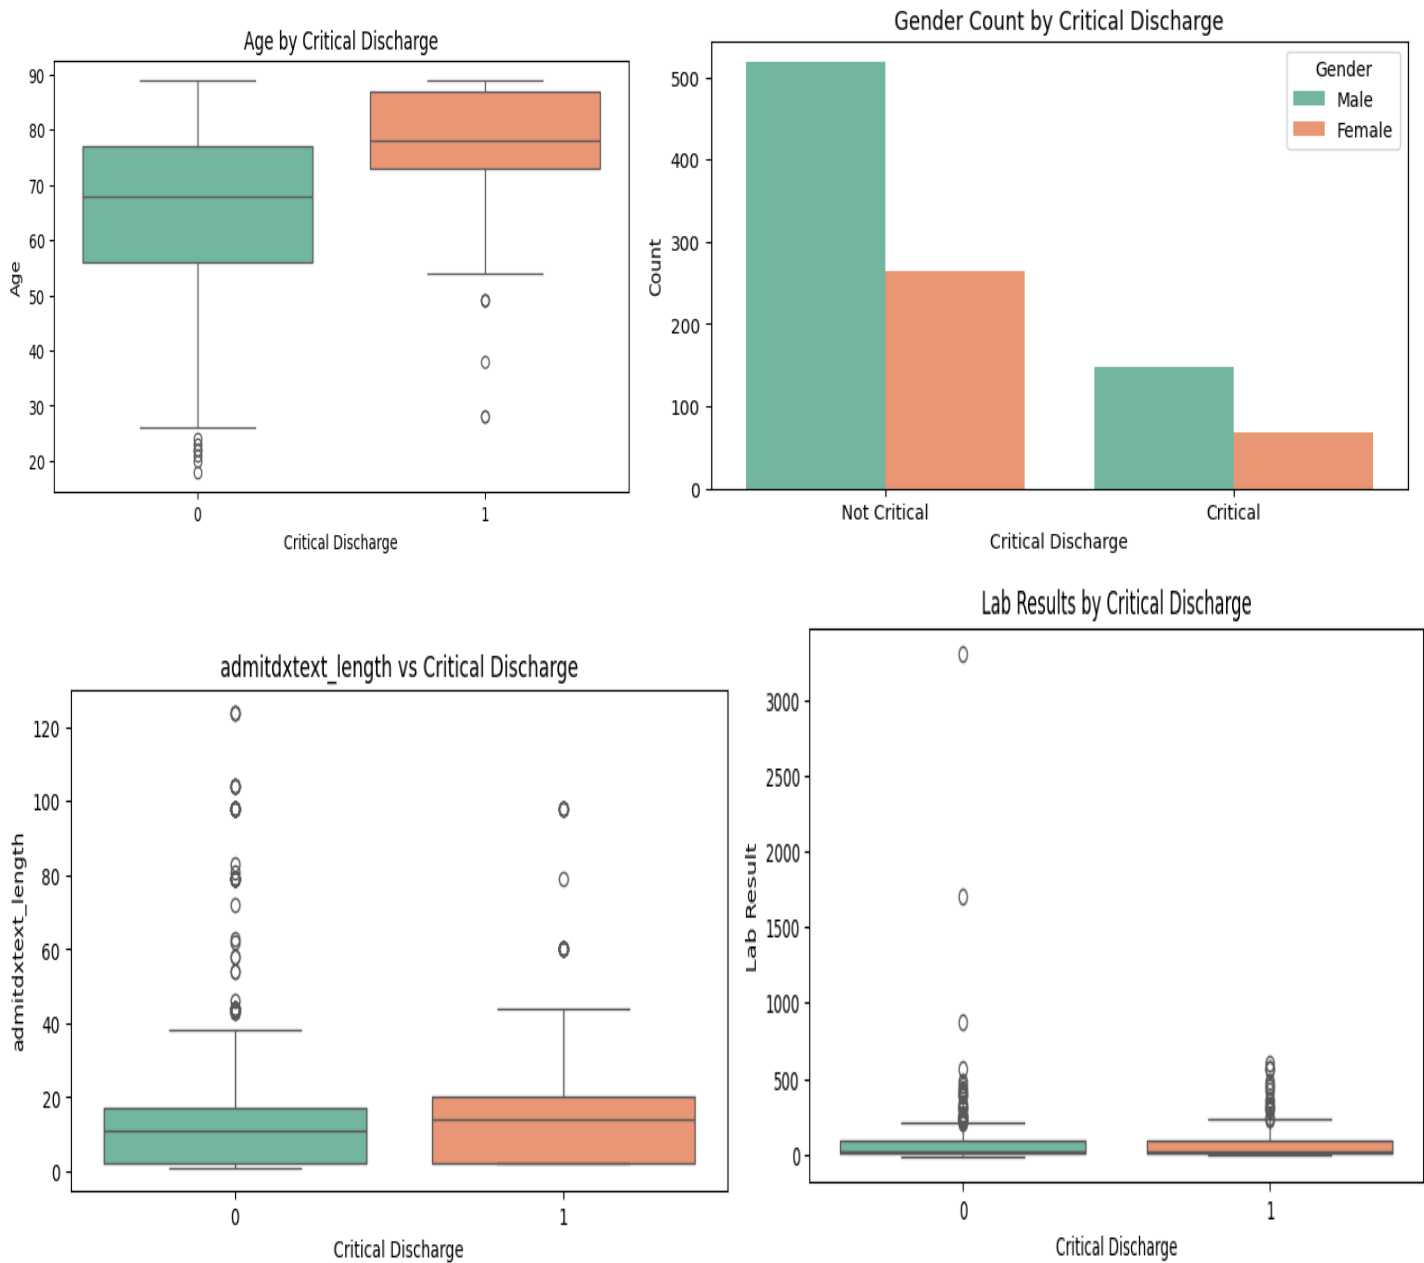 Age by Critical Discharge
90
80
70
60
50
40
30
20
Age
0 1
Critical Discharge
Gender Count by Critical Discharge
Gender
Male
Female
500
400
300
200
100
0
Count
Not Critical Critical
Critical Discharge
admitdxtext_length vs Critical Discharge
120
100
80
60
40
20
0
admitdxtext_length
0 1
Critical Discharge
Lab Results by Critical Discharge
3000
2500
2000
1500
1000
500
0
Lab Result
0 1
Critical Discharge